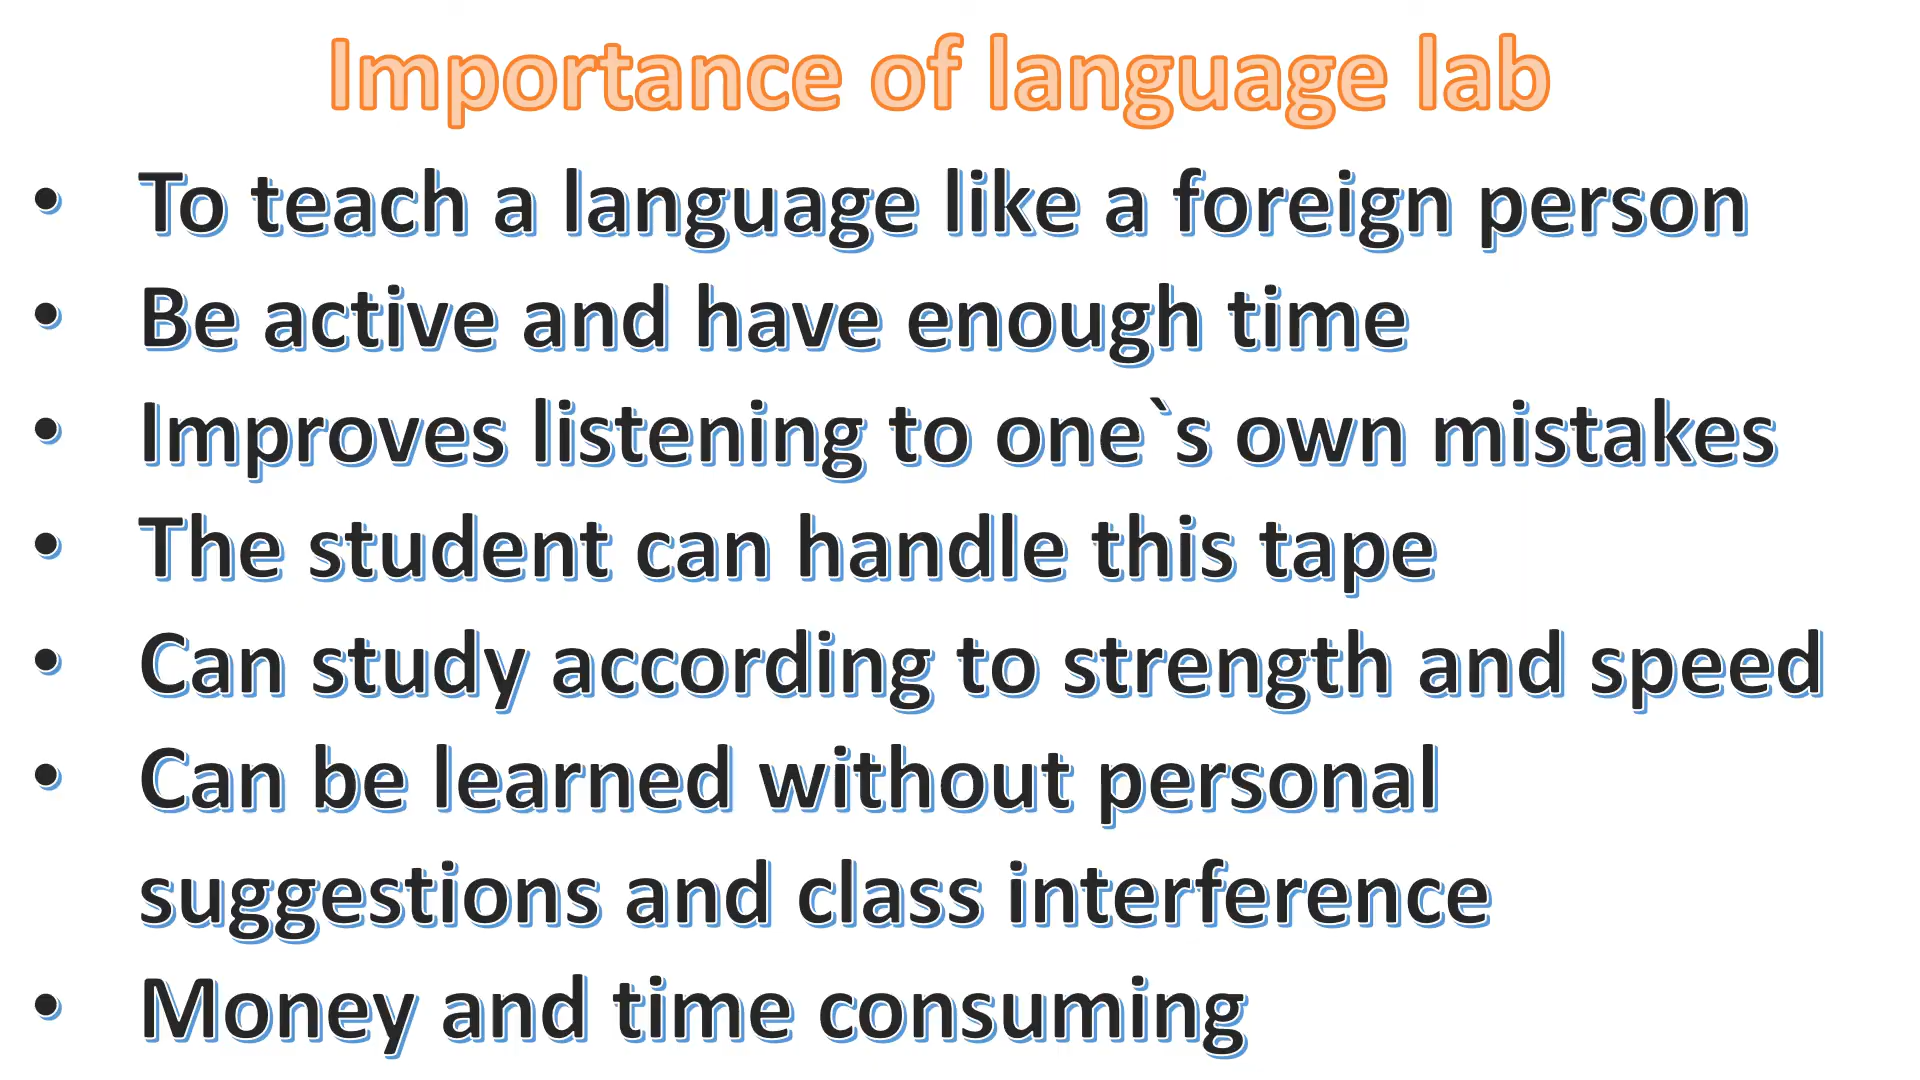 Importance of language lab
• To teach a language like a foreign person
• Be active and have enough time
• Improves listening to one`s own mistakes
• The student can handle this tape
• Can study according to strength and speed
• Can be learned without personal
suggestions and class interference
• Money and time consuming